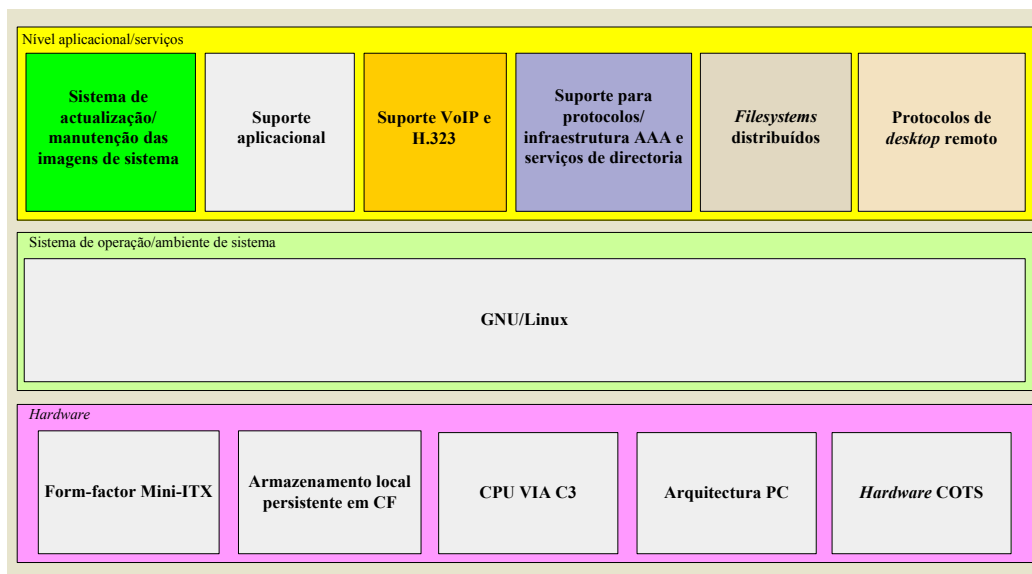 Nível aplicacional/serviços
Sistema de
actualização/
manutenção das
imagens de sistema
Suporte
aplicacional
Suporte VoIP e
H.323
Suporte para
protocolos/
infraestrutura AAA e
serviços de directoria
Filesystems
distribuídos
Protocolos de
desktop remoto
Sistema de operação/ambiente de sistema
GNU/Linux
Hardware
Form-factor Mini-ITX
Armazenamento local
persistente em CF
CPU VIA C3
Arquitectura PC
Hardware COTS